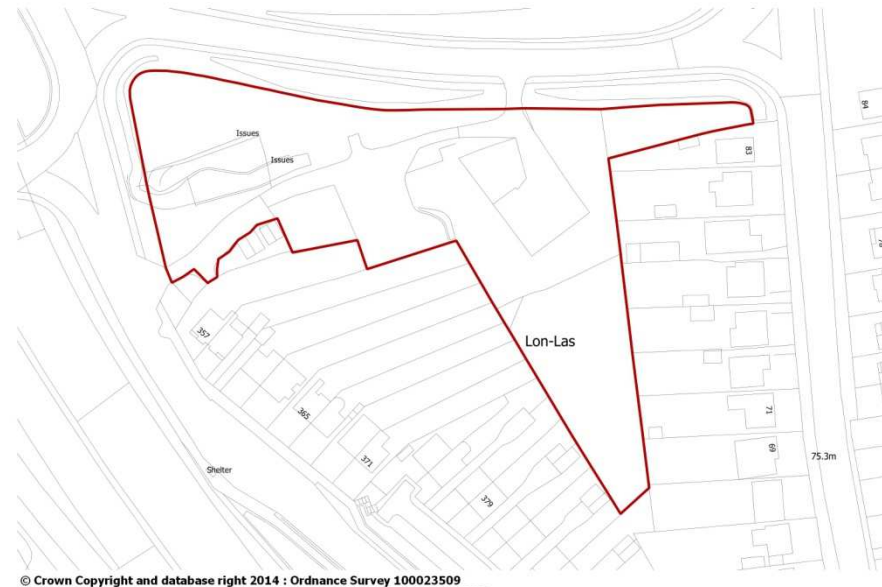 84
Issues
83
Issues
Lon-Las
357
365
71
69
75.3m
371
Shelter
379
© Crown Copyright and database right 2014 : Ordnance Survey 100023509